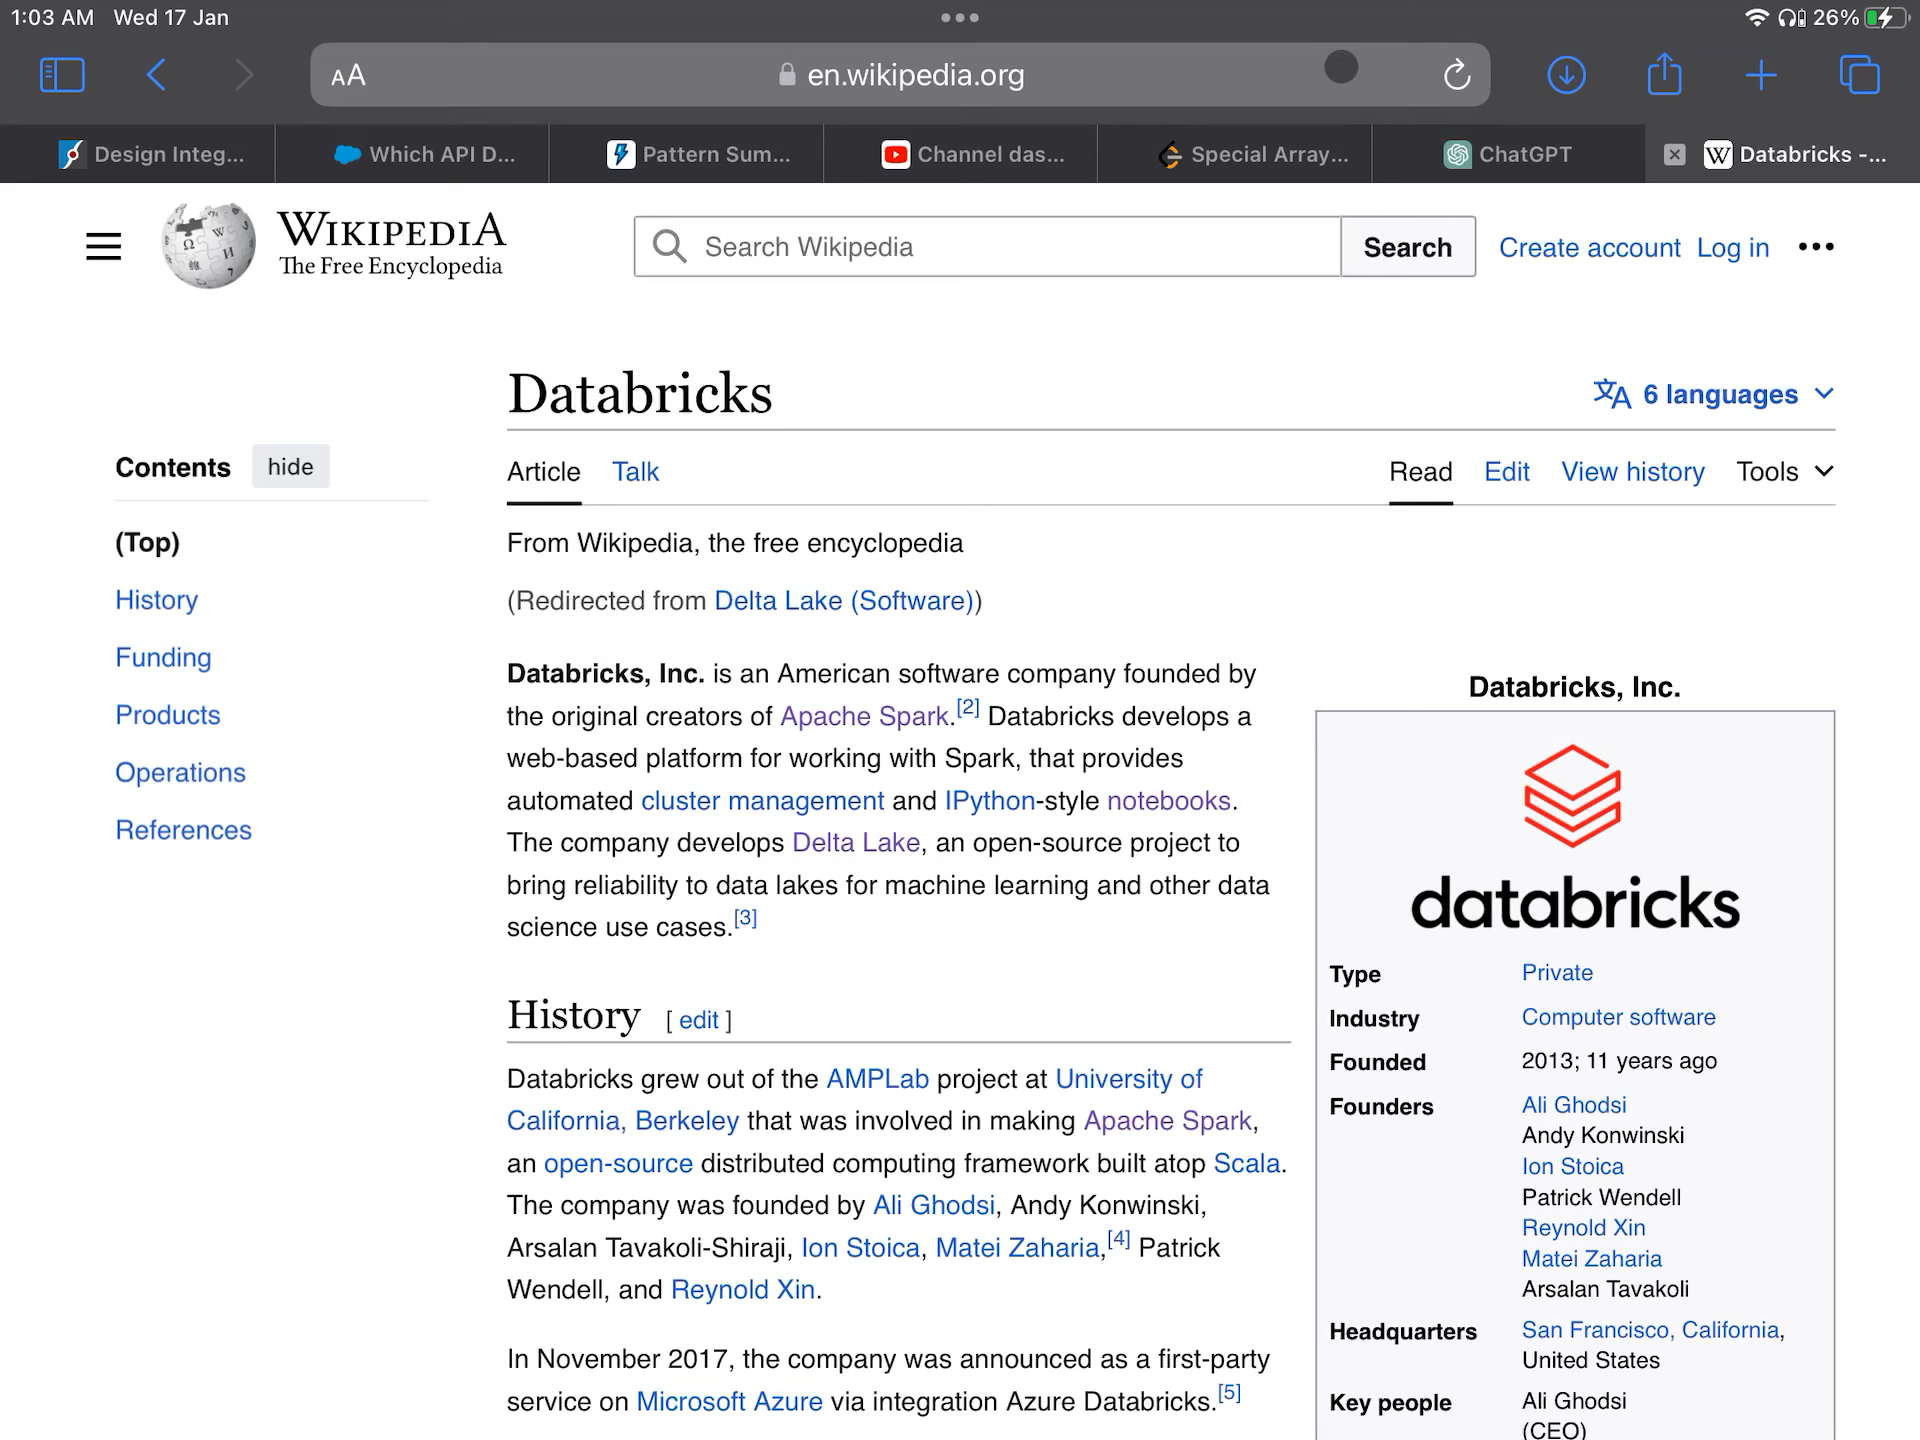 1:03 AM Wed 17 Jan
26%
AA
en.wikipedia.org
Design Integ...
Which API D...
Pattern Sum...
Channel das...
Special Array...
ChatGPT
Databricks -...
WIKIPEDIA
The Free Encyclopedia
Search Wikipedia
Search
Create account
Log in
Databricks
6 languages
Contents
hide
Article
Talk
Read
Edit
View history
Tools
(Top)
History
Funding
Products
Operations
References
From Wikipedia, the free encyclopedia
(Redirected from Delta Lake (Software))
Databricks, Inc. is an American software company founded by
the original creators of Apache Spark.[2] Databricks develops a
web-based platform for working with Spark, that provides
automated cluster management and IPython-style notebooks.
The company develops Delta Lake, an open-source project to
bring reliability to data lakes for machine learning and other data
science use cases.[3]
History [ edit ]
Databricks grew out of the AMPLab project at University of
California, Berkeley that was involved in making Apache Spark,
an open-source distributed computing framework built atop Scala.
The company was founded by Ali Ghodsi, Andy Konwinski,
Arsalan Tavakoli-Shiraji, Ion Stoica, Matei Zaharia,[4] Patrick
Wendell, and Reynold Xin.
In November 2017, the company was announced as a first-party
service on Microsoft Azure via integration Azure Databricks.[5]
Databricks, Inc.
databricks
Type Private
Industry Computer software
Founded 2013; 11 years ago
Founders Ali Ghodsi
Andy Konwinski
Ion Stoica
Patrick Wendell
Reynold Xin
Matei Zaharia
Arsalan Tavakoli
Headquarters San Francisco, California,
United States
Key people Ali Ghodsi
(CEO)